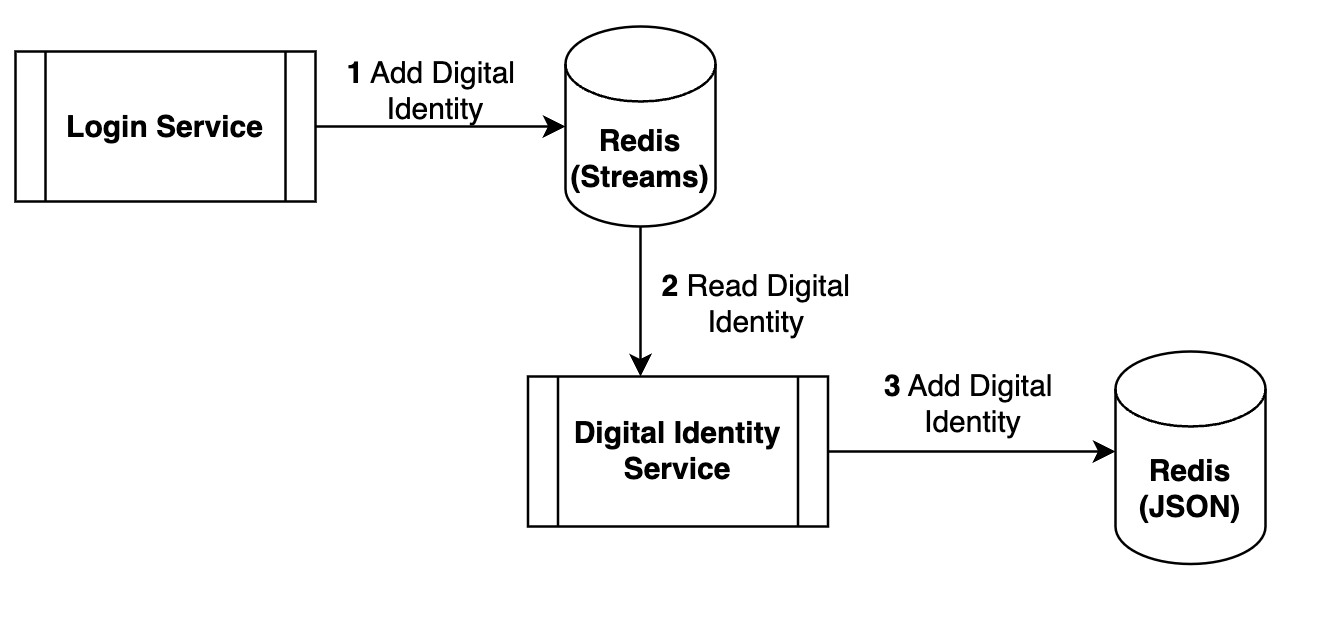 1 Add Digital
Identity
Login Service
Redis
(Streams)
2 Read Digital
Identity
Digital Identity
Service
3 Add Digital
Identity
Redis
(JSON)